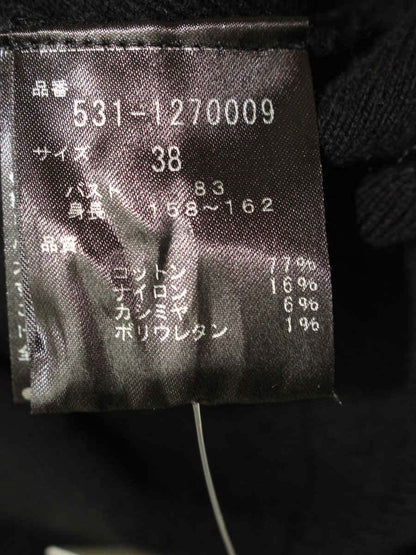 品番
531-1270009
サイズ 38
バスト 83
身長 158～162
品質
コットン 77%
ナイロン 16%
カシミヤ 6%
ポリウレタン 1%